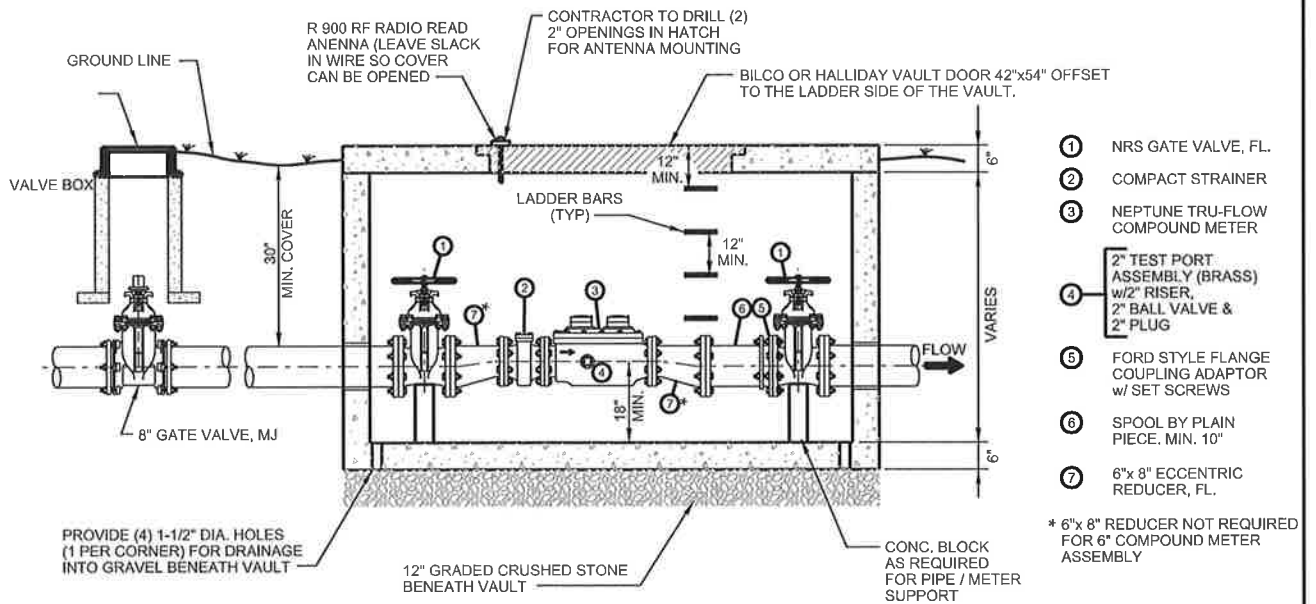 GROUND LINE
R 900 RF RADIO READ
ANENNA (LEAVE SLACK
IN WIRE SO COVER
CAN BE OPENED
CONTRACTOR TO DRILL (2)
2" OPENINGS IN HATCH
FOR ANTENNA MOUNTING
BILCO OR HALLIDAY VAULT DOOR 42"x54" OFFSET
TO THE LADDER SIDE OF THE VAULT.
VALVE BOX
30"
MIN. COVER
12"
MIN.
LADDER BARS
(TYP)
12"
MIN.
6"
VARIES
6"
1
7*
2
3
4
7*
6
5
1
18"
MIN.
FLOW
8" GATE VALVE, MJ
PROVIDE (4) 1-1/2" DIA. HOLES
(1 PER CORNER) FOR DRAINAGE
INTO GRAVEL BENEATH VAULT
12" GRADED CRUSHED STONE
BENEATH VAULT
CONC. BLOCK
AS REQUIRED
FOR PIPE / METER
SUPPORT
1 NRS GATE VALVE, FL.
2 COMPACT STRAINER
3 NEPTUNE TRU-FLOW
COMPOUND METER
4 2" TEST PORT
ASSEMBLY (BRASS)
w/2" RISER,
2" BALL VALVE &
2" PLUG
5 FORD STYLE FLANGE
COUPLING ADAPTOR
w/ SET SCREWS
6 SPOOL BY PLAIN
PIECE. MIN. 10"
7 6"x 8" ECCENTRIC
REDUCER, FL.
* 6"x 8" REDUCER NOT REQUIRED
FOR 6" COMPOUND METER
ASSEMBLY